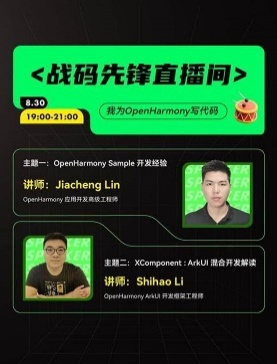 <战码先锋直播间>
8.30
19:00-21:00
我为OpenHarmony写代码
主题一：OpenHarmony Sample 开发经验
讲师：Jiacheng Lin
OpenHarmony 应用开发高级工程师
主题二：XComponent : ArkUI 混合开发解读
讲师：Shihao Li
OpenHarmony ArkUI 开发框架工程师